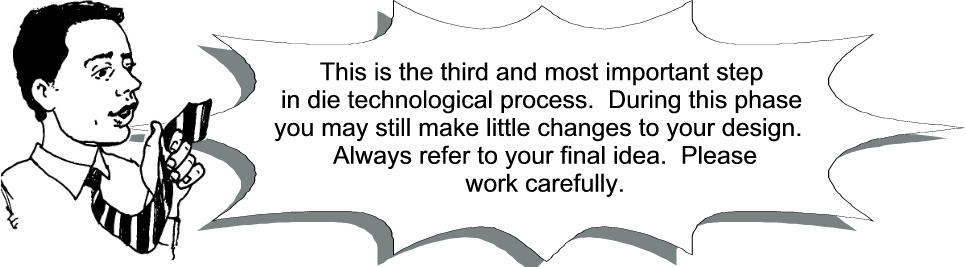 This is the third and most important step
in die technological process.  During this phase
you may still make little changes to your design.
Always refer to your final idea.  Please
work carefully.